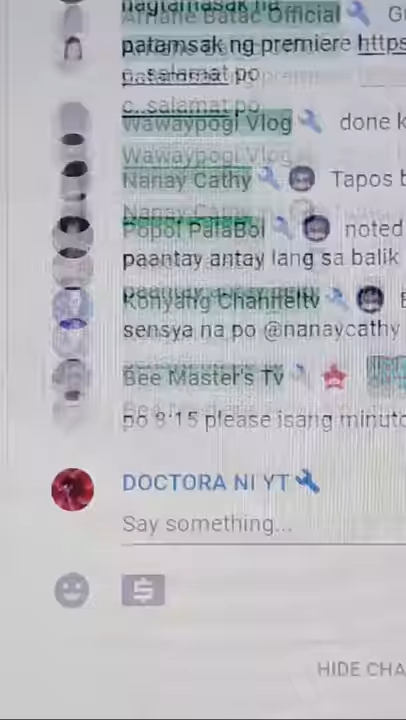 nagtamasak na
Arnane Batac Official
patamsak ng premiere https
c..salamat po
Wawaypogi Vlog done k
Nanay Cathy Tapos b
Popoi PalaBoi noted
paantay antay lang sa balik
Konyang Channeltv
sensya na po @nanaycathy
Bee Master's Tv
po 8:15 please isang minuto
DOCTORA NI YT
Say something...
$
HIDE CHA